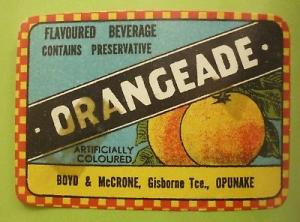 FLAVOURED BEVERAGE
CONTAINS PRESERVATIVE
· ORANGEADE ·
ARTIFICIALLY
COLOURED
BOYD & McCRONE, Gisborne Tce., OPUNAKE